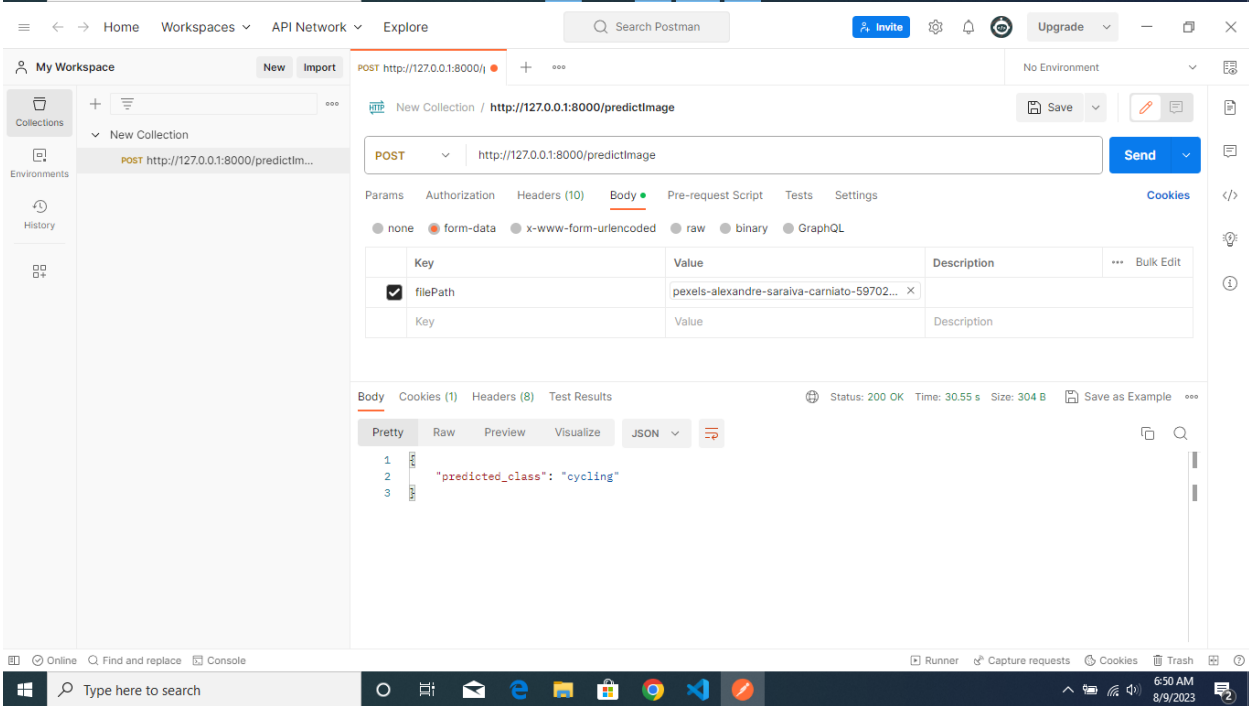 Home Workspaces API Network Explore Search Postman Invite Upgrade
My Workspace New Import POST http://127.0.0.1:8000/p No Environment
Collections
Environments
History
New Collection
POST http://127.0.0.1:8000/predictIm...
HTTP New Collection / http://127.0.0.1:8000/predictImage Save
POST http://127.0.0.1:8000/predictImage Send
Params Authorization Headers (10) Body Pre-request Script Tests Settings Cookies
none form-data x-www-form-urlencoded raw binary GraphQL
Key Value Description Bulk Edit
filePath pexels-alexandre-saraiva-carniato-59702...
Key Value Description
Body Cookies (1) Headers (8) Test Results Status: 200 OK Time: 30.55 s Size: 304 B Save as Example
Pretty Raw Preview Visualize JSON
1 {
2 "predicted_class": "cycling"
3 }
Online Find and replace Console Runner Capture requests Cookies Trash
Type here to search 6:50 AM
8/9/2023 2